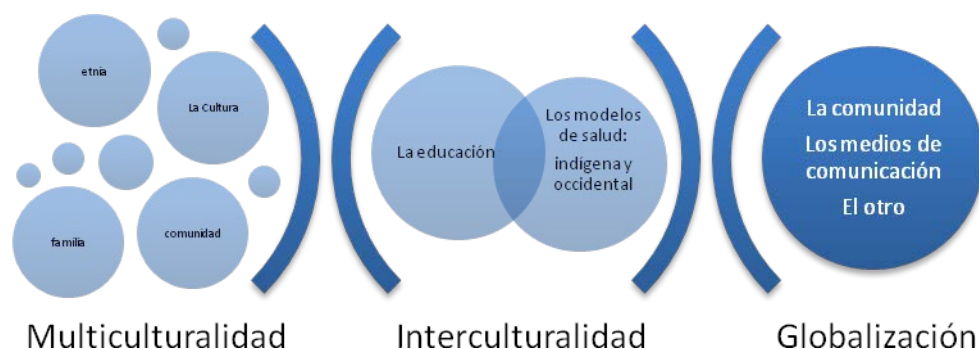 etnia
La Cultura
familia
comunidad
La educación
Los modelos
de salud:
indígena y
occidental
La comunidad
Los medios de
comunicación
El otro
Multiculturalidad
Interculturalidad
Globalización